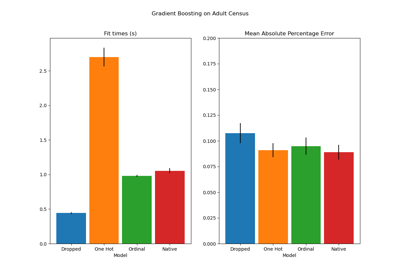 Gradient Boosting on Adult Census
Fit times (s)
2.5
2.0
1.5
1.0
0.5
0.0
Dropped One Hot Ordinal Native
Model
Mean Absolute Percentage Error
0.200
0.175
0.150
0.125
0.100
0.075
0.050
0.025
0.000
Dropped One Hot Ordinal Native
Model